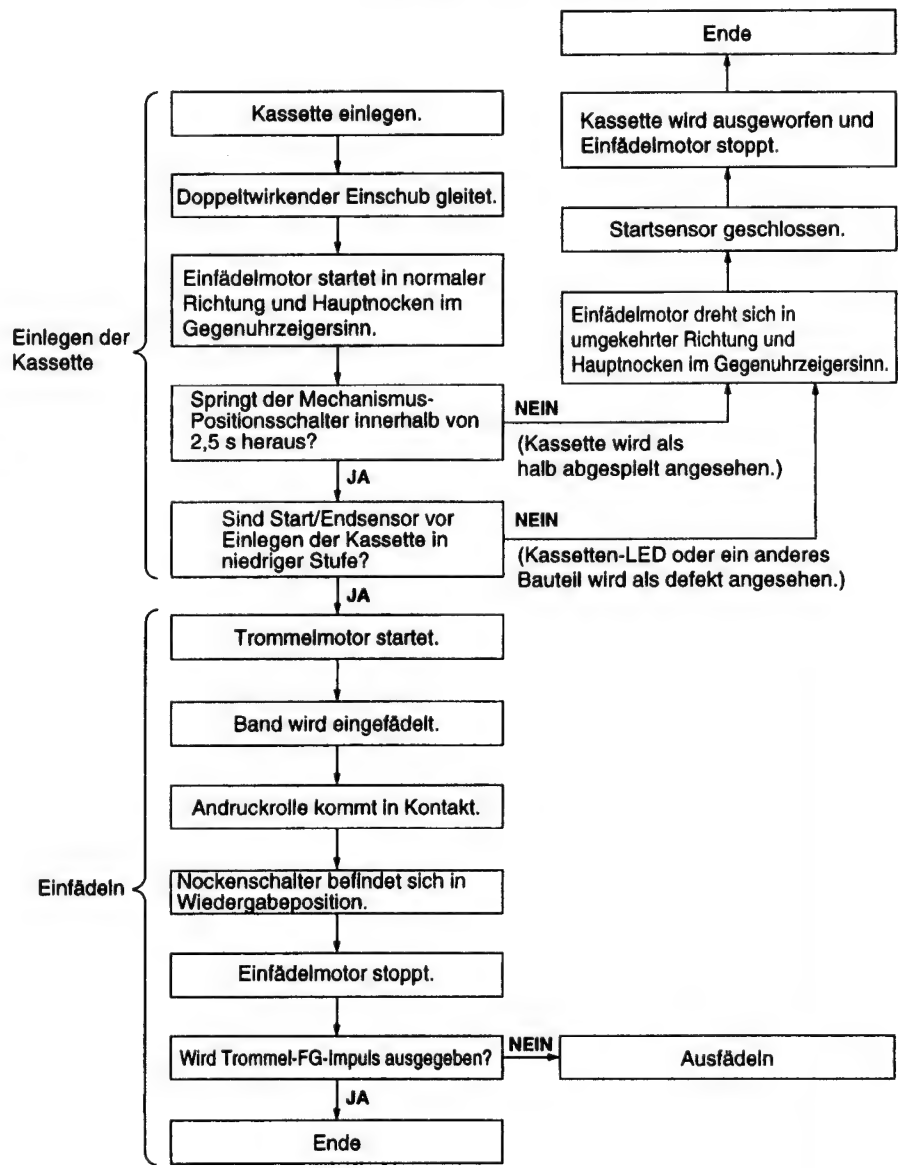 Einlegen der
Kassette
Kassette einlegen.
Doppeltwirkender Einschub gleitet.
Einfädelmotor startet in normaler
Richtung und Hauptnocken im
Gegenuhrzeigersinn.
Springt der Mechanismus-
Positionsschalter innerhalb von
2,5 s heraus?
NEIN
(Kassette wird als
halb abgespielt angesehen.)
JA
Sind Start/Endsensor vor
Einlegen der Kassette in
niedriger Stufe?
NEIN
(Kassetten-LED oder ein anderes
Bauteil wird als defekt angesehen.)
JA
Ende
Kassette wird ausgeworfen und
Einfädelmotor stoppt.
Startsensor geschlossen.
Einfädelmotor dreht sich in
umgekehrter Richtung und
Hauptnocken im Gegenuhrzeigersinn.
Einfädeln
Trommelmotor startet.
Band wird eingefädelt.
Andruckrolle kommt in Kontakt.
Nockenschalter befindet sich in
Wiedergabeposition.
Einfädelmotor stoppt.
Wird Trommel-FG-Impuls ausgegeben?
NEIN
Ausfädeln
JA
Ende